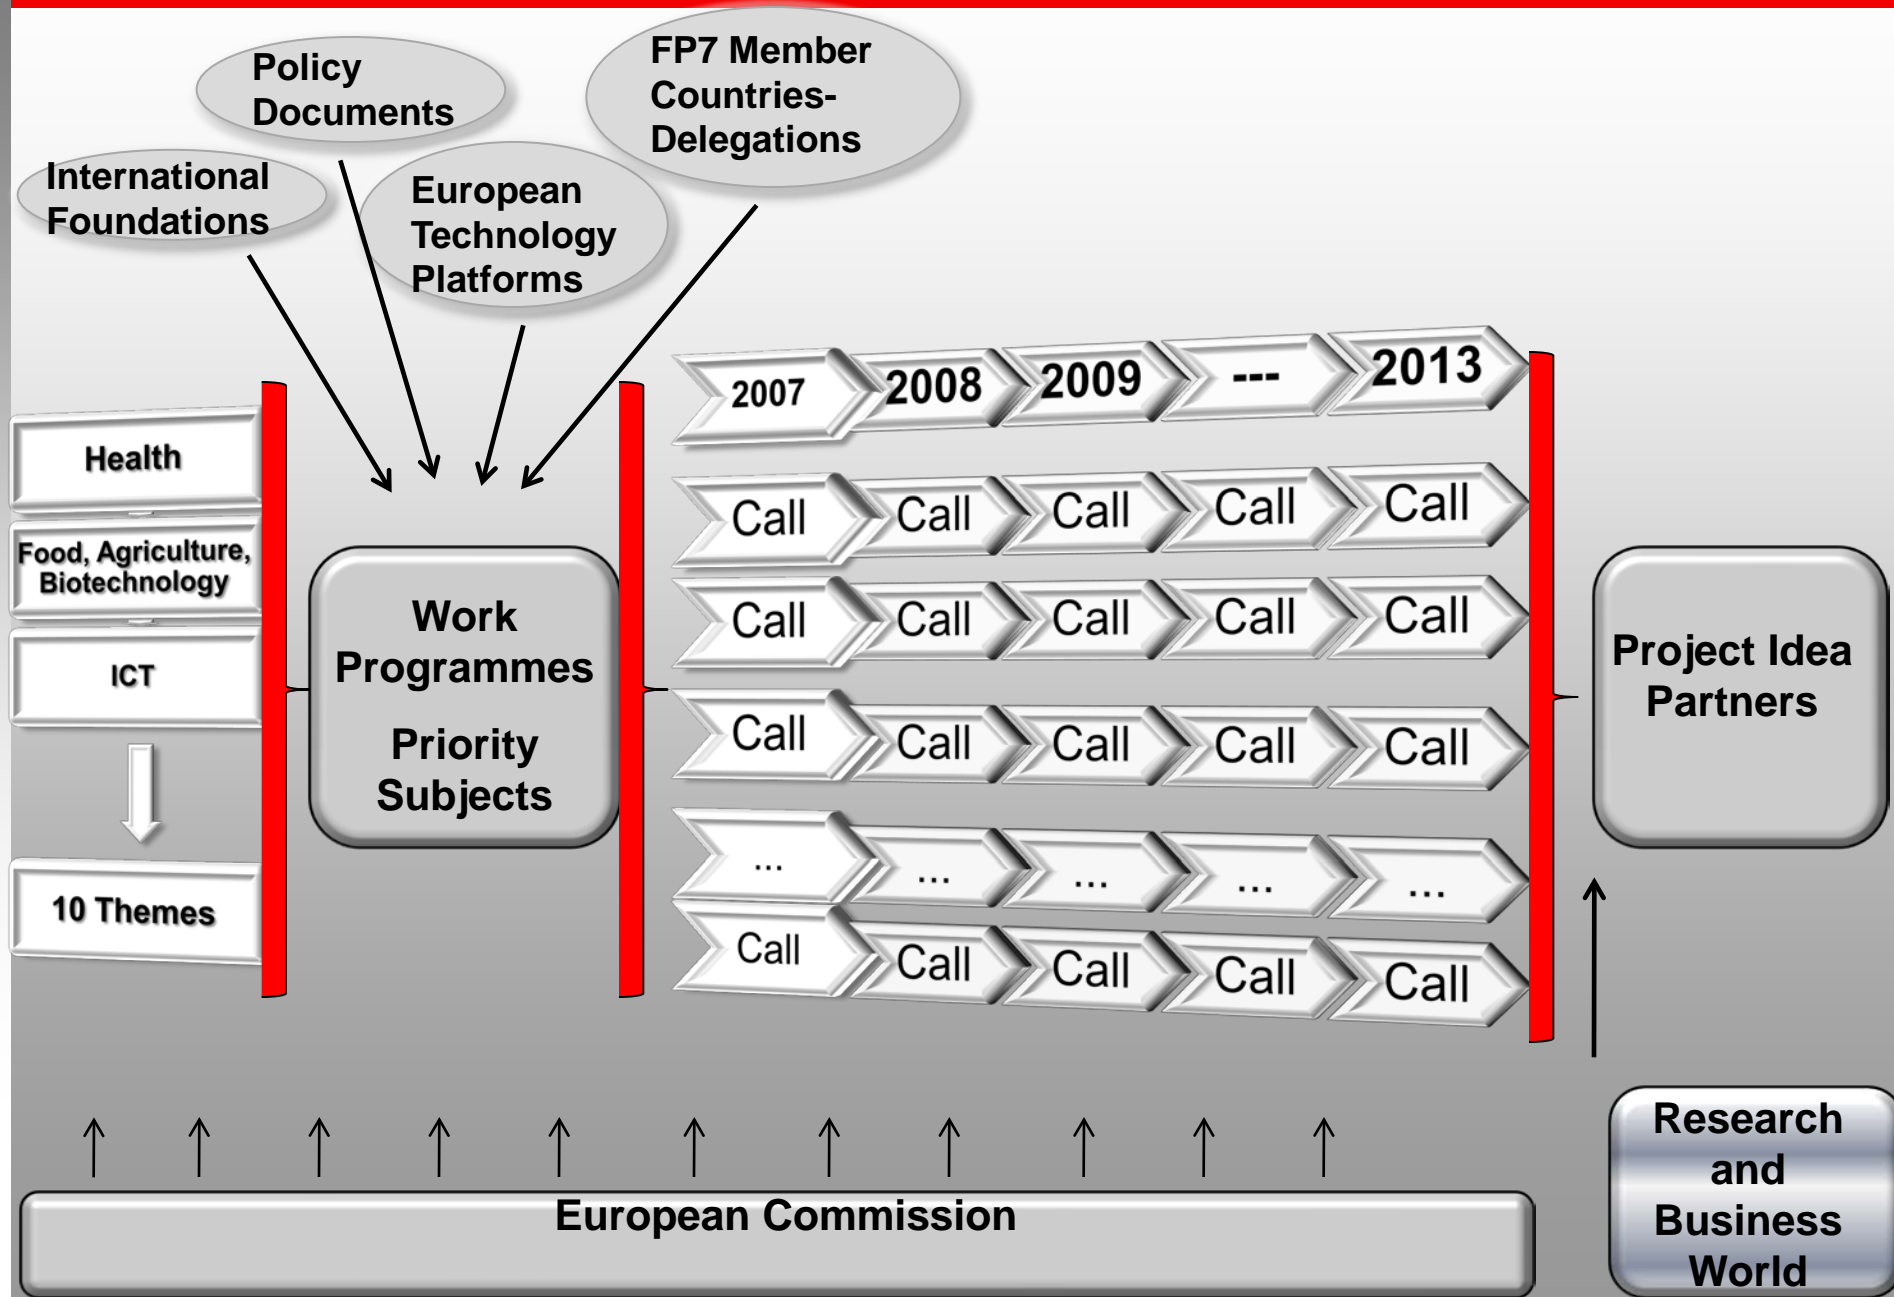 Policy
Documents
FP7 Member
Countries-
Delegations
International
Foundations
European
Technology
Platforms
2007 2008 2009 --- 2013
Health
Food, Agriculture,
Biotechnology
ICT
10 Themes
Work
Programmes
Priority
Subjects
Call Call Call Call Call
Call Call Call Call Call
Call Call Call Call Call
... ... ... ... ...
Call Call Call Call Call
Project Idea
Partners
European Commission
Research
and
Business
World